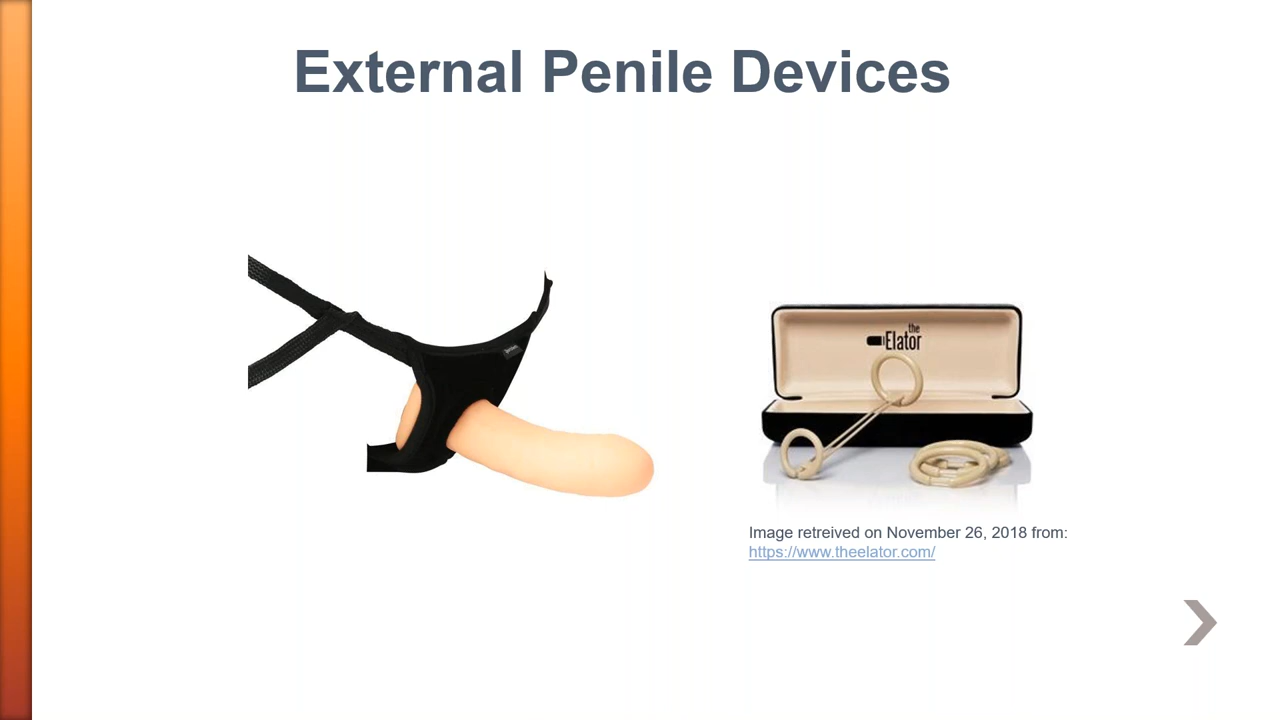 External Penile Devices
the
Elator
Image retreived on November 26, 2018 from:
https://www.theelator.com/